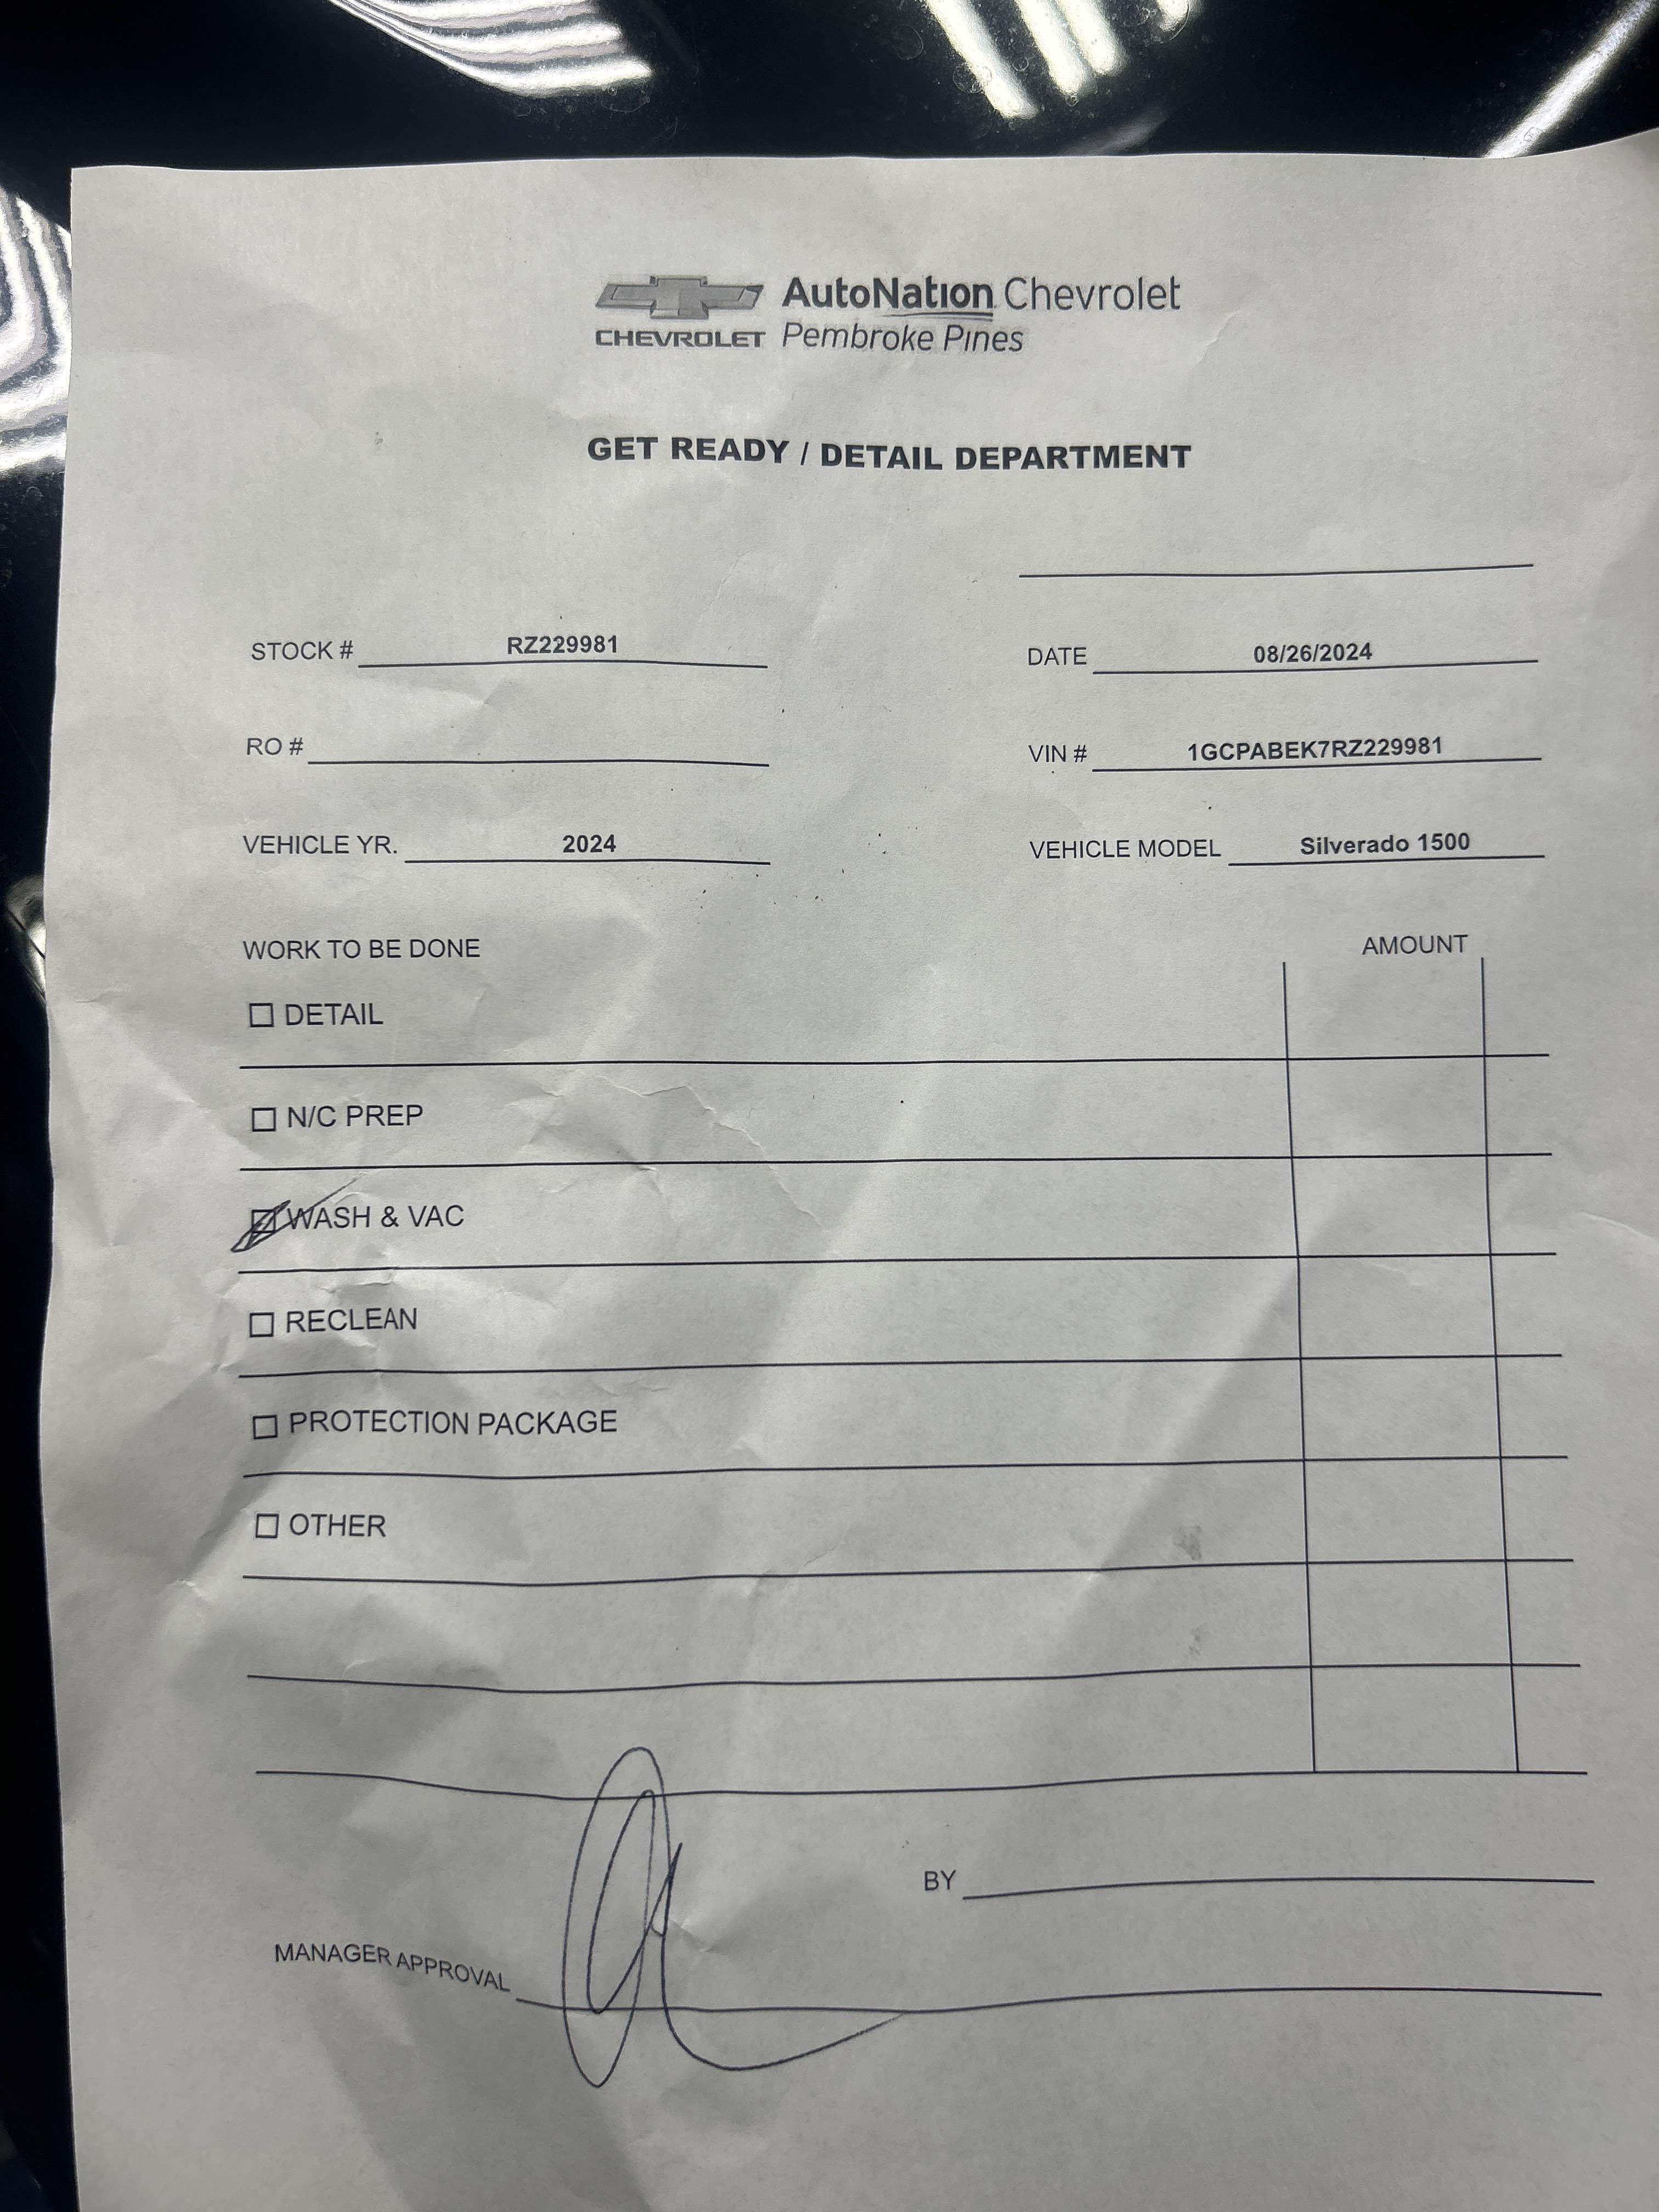 AutoNation Chevrolet
CHEVROLET Pembroke Pines
GET READY / DETAIL DEPARTMENT
STOCK # RZ229981 DATE 08/26/2024
RO # VIN # 1GCPABEK7RZ229981
VEHICLE YR. 2024 VEHICLE MODEL Silverado 1500
WORK TO BE DONE AMOUNT
DETAIL
N/C PREP
WASH & VAC
RECLEAN
PROTECTION PACKAGE
OTHER
BY
MANAGER APPROVAL